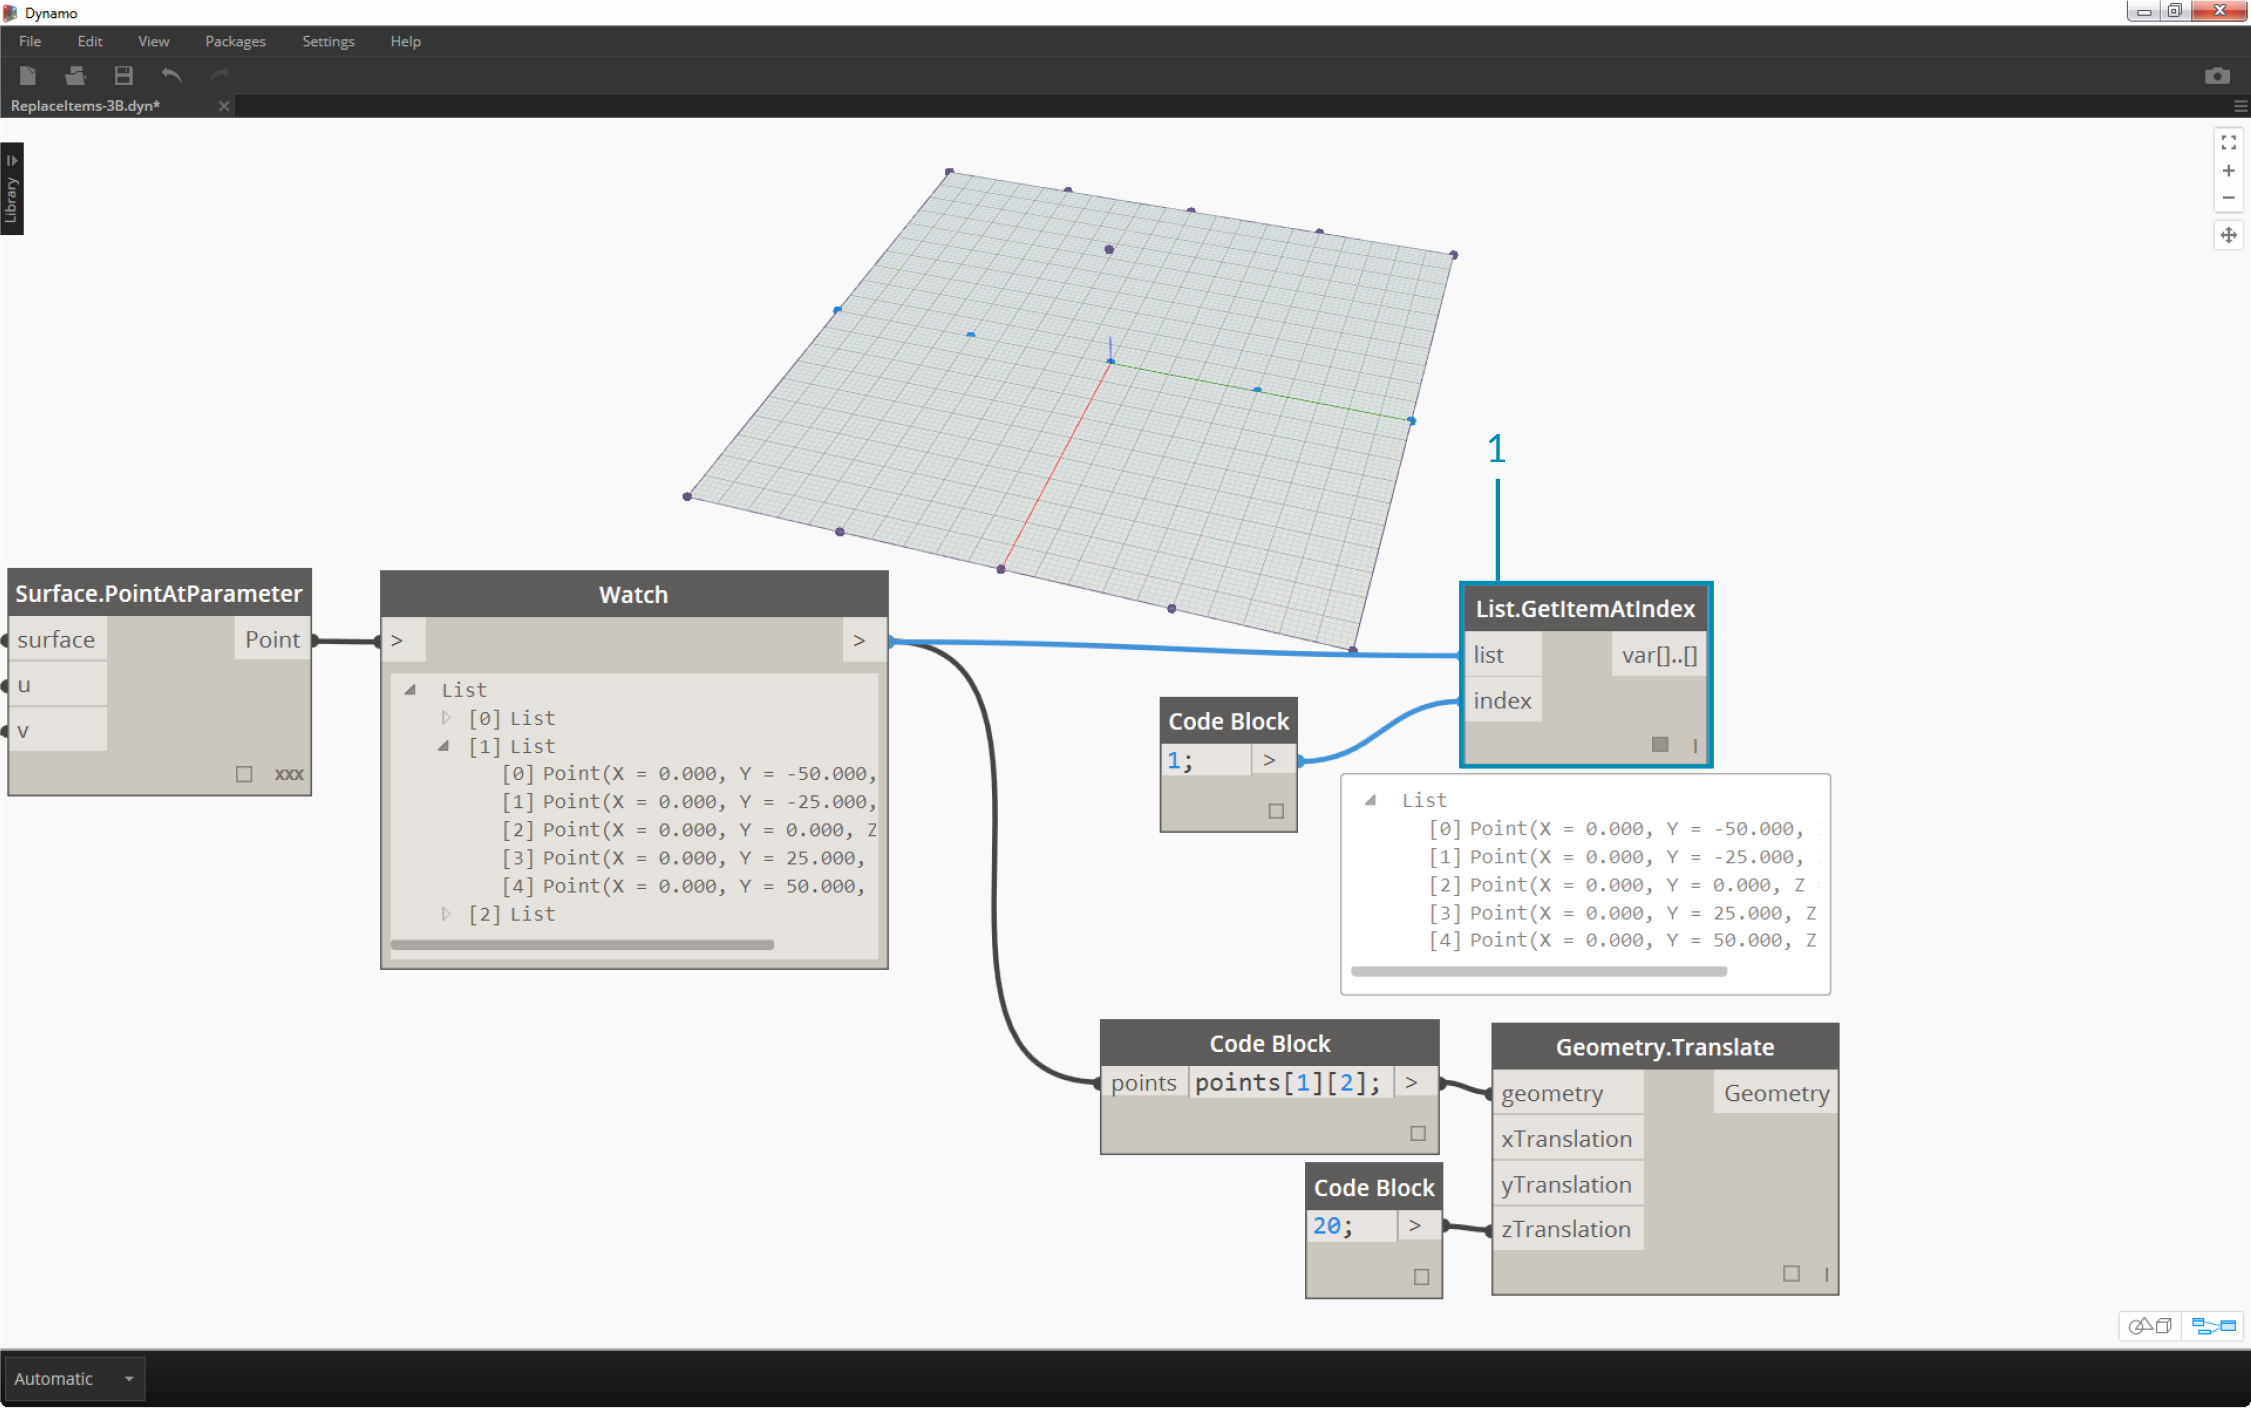 Dynamo
File Edit View Packages Settings Help
ReplaceItems-3B.dyn*
Library
1
Surface.PointAtParameter
surface Point
u
v
xxx
Watch
> >
List
[0] List
[1] List
[0] Point(X = 0.000, Y = -50.000,
[1] Point(X = 0.000, Y = -25.000,
[2] Point(X = 0.000, Y = 0.000, Z
[3] Point(X = 0.000, Y = 25.000,
[4] Point(X = 0.000, Y = 50.000,
[2] List
List.GetItemAtIndex
list var[]..[]
index
l
Code Block
1; >
List
[0] Point(X = 0.000, Y = -50.000,
[1] Point(X = 0.000, Y = -25.000,
[2] Point(X = 0.000, Y = 0.000, Z
[3] Point(X = 0.000, Y = 25.000, Z
[4] Point(X = 0.000, Y = 50.000, Z
Code Block
points points[1][2]; >
Code Block
20; >
Geometry.Translate
geometry Geometry
xTranslation
yTranslation
zTranslation
l
Automatic